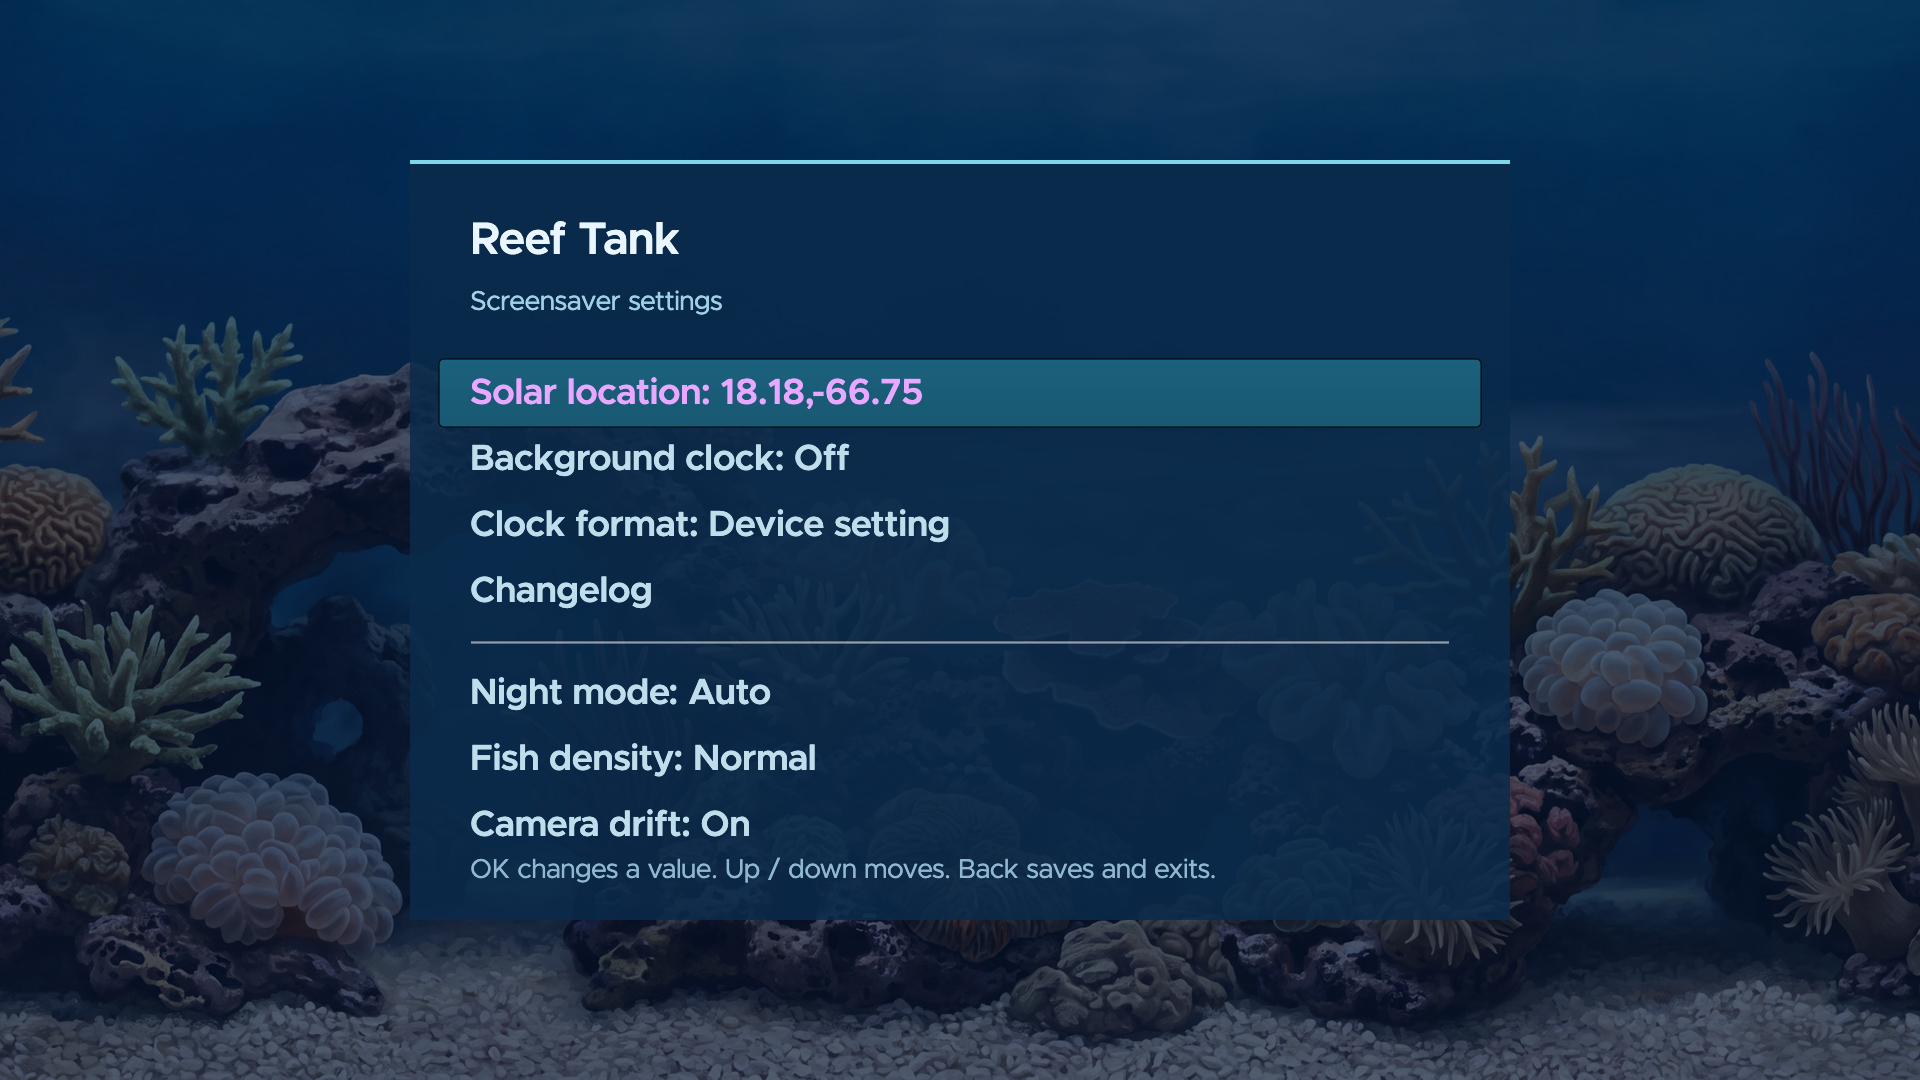 Reef Tank
Screensaver settings
Solar location: 18.18,-66.75
Background clock: Off
Clock format: Device setting
Changelog
Night mode: Auto
Fish density: Normal
Camera drift: On
OK changes a value. Up / down moves. Back saves and exits.